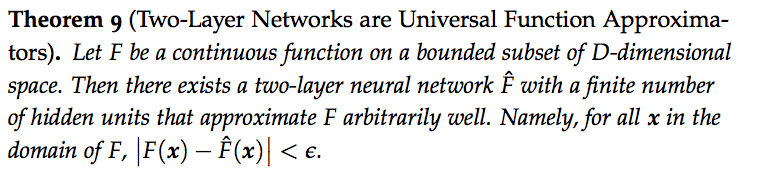 Theorem 9 (Two-Layer Networks are Universal Function Approxima-
tors). Let F be a continuous function on a bounded subset of D-dimensional
space. Then there exists a two-layer neural network F̂ with a finite number
of hidden units that approximate F arbitrarily well. Namely, for all x in the
domain of F, |F(x) − F̂(x)| < ϵ.